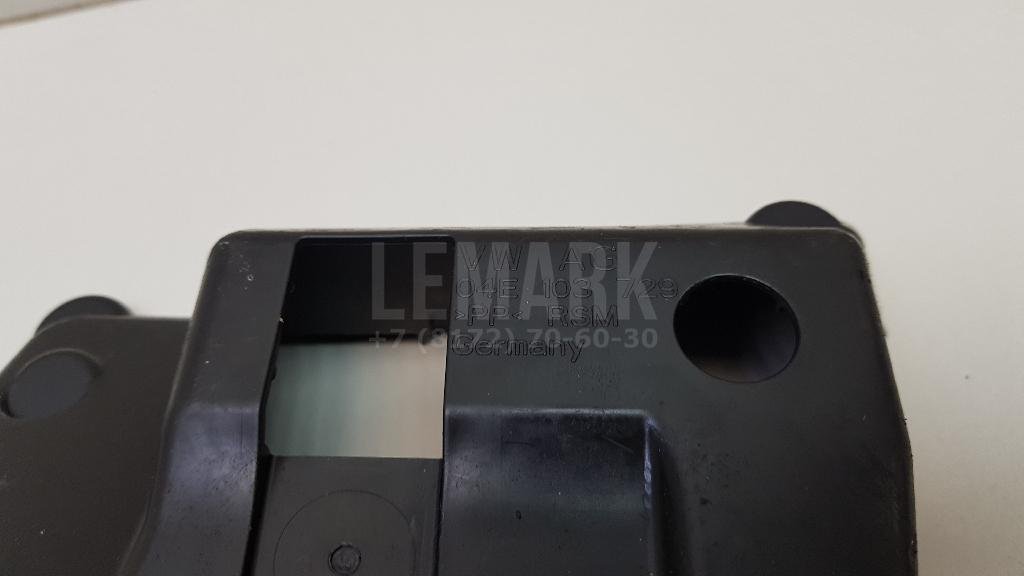 LEMARK
+7 (8172) 70-60-30
VW AG
04E 103 729
>PP< RSM
Germany